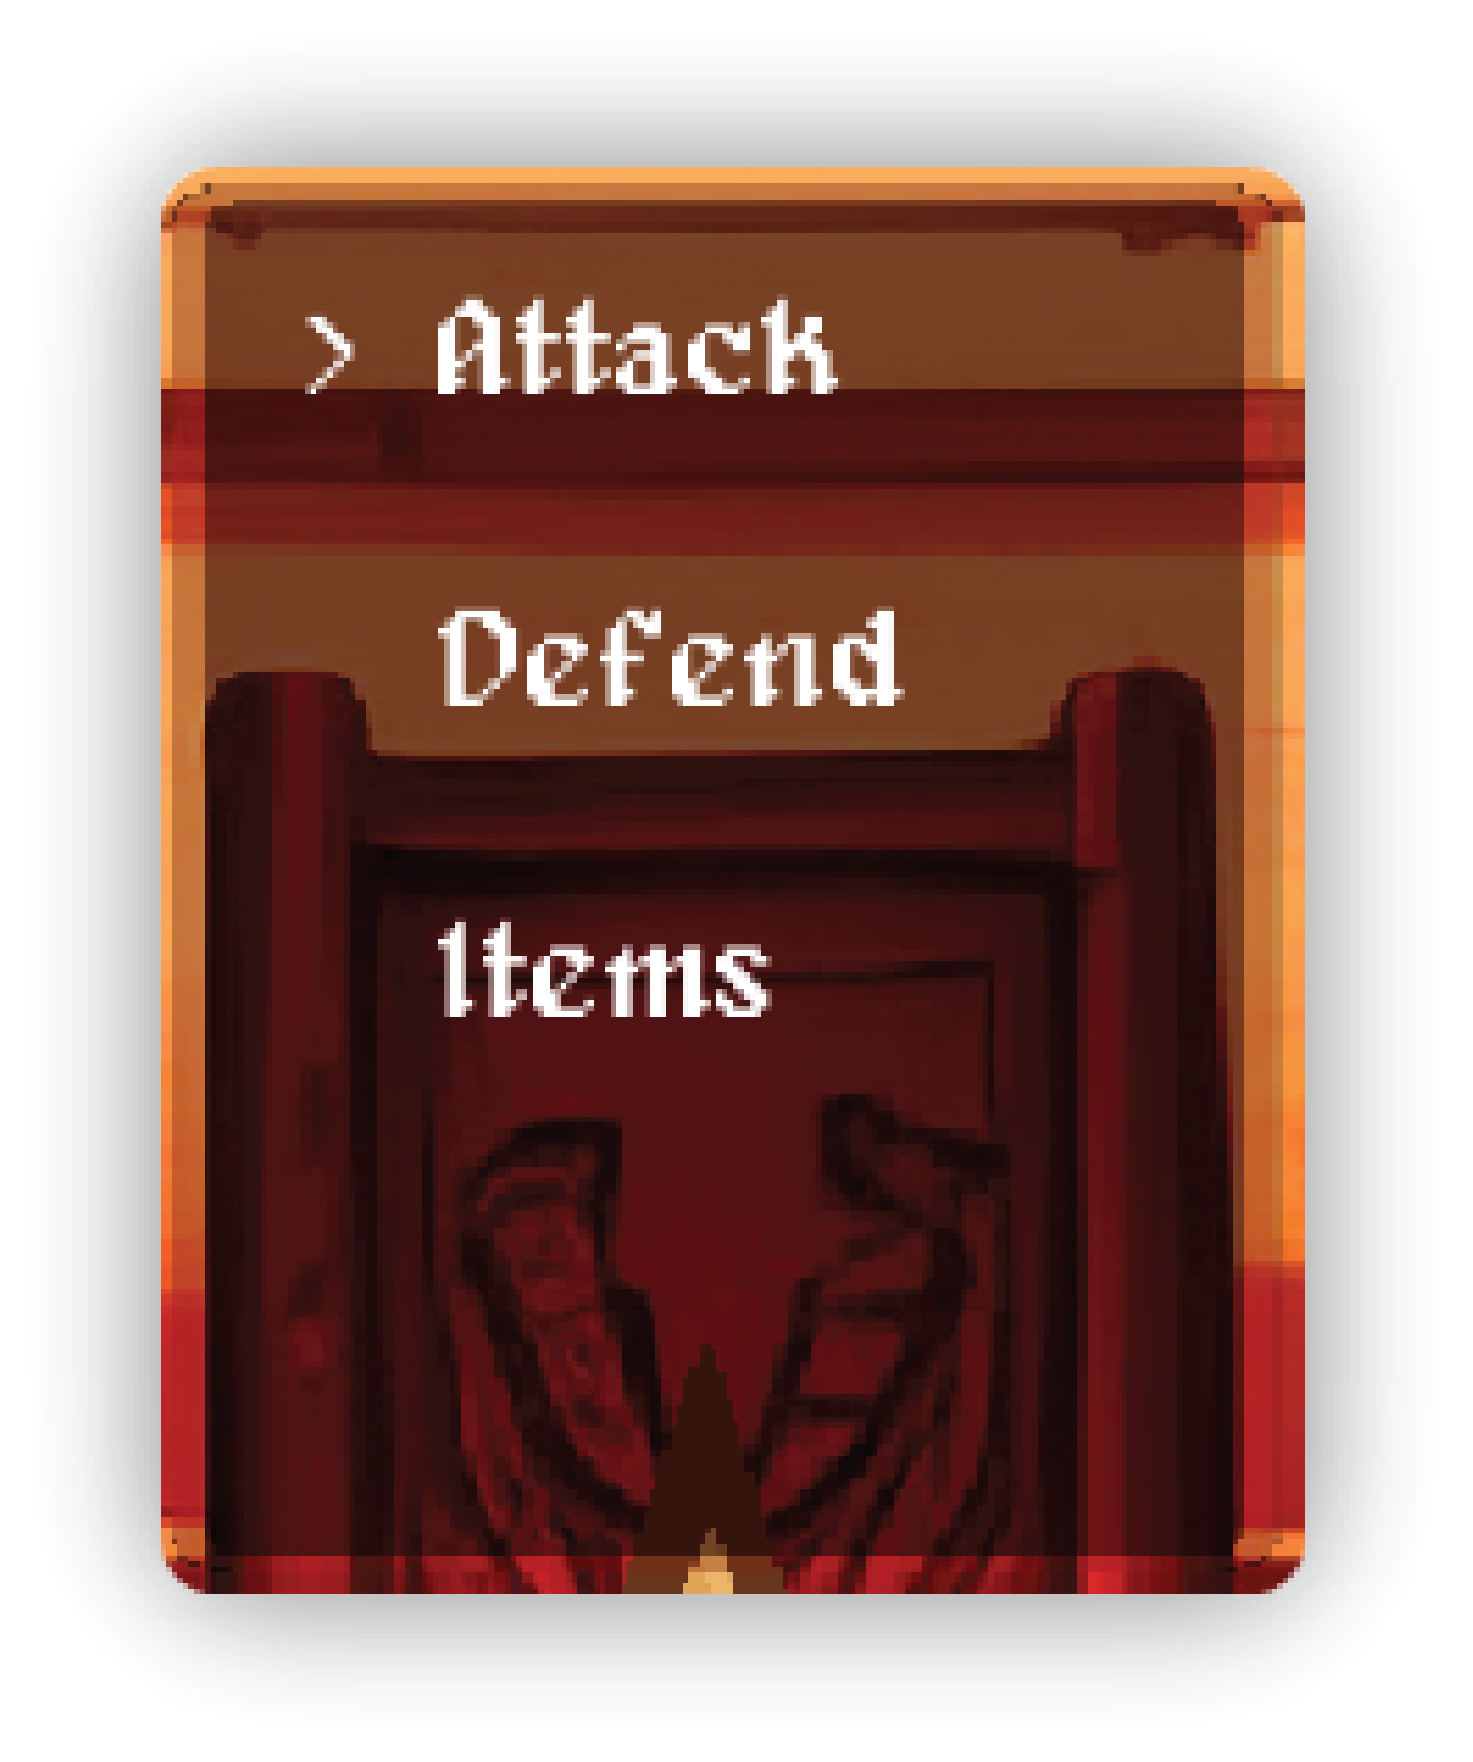 > Attack
Defend
Items